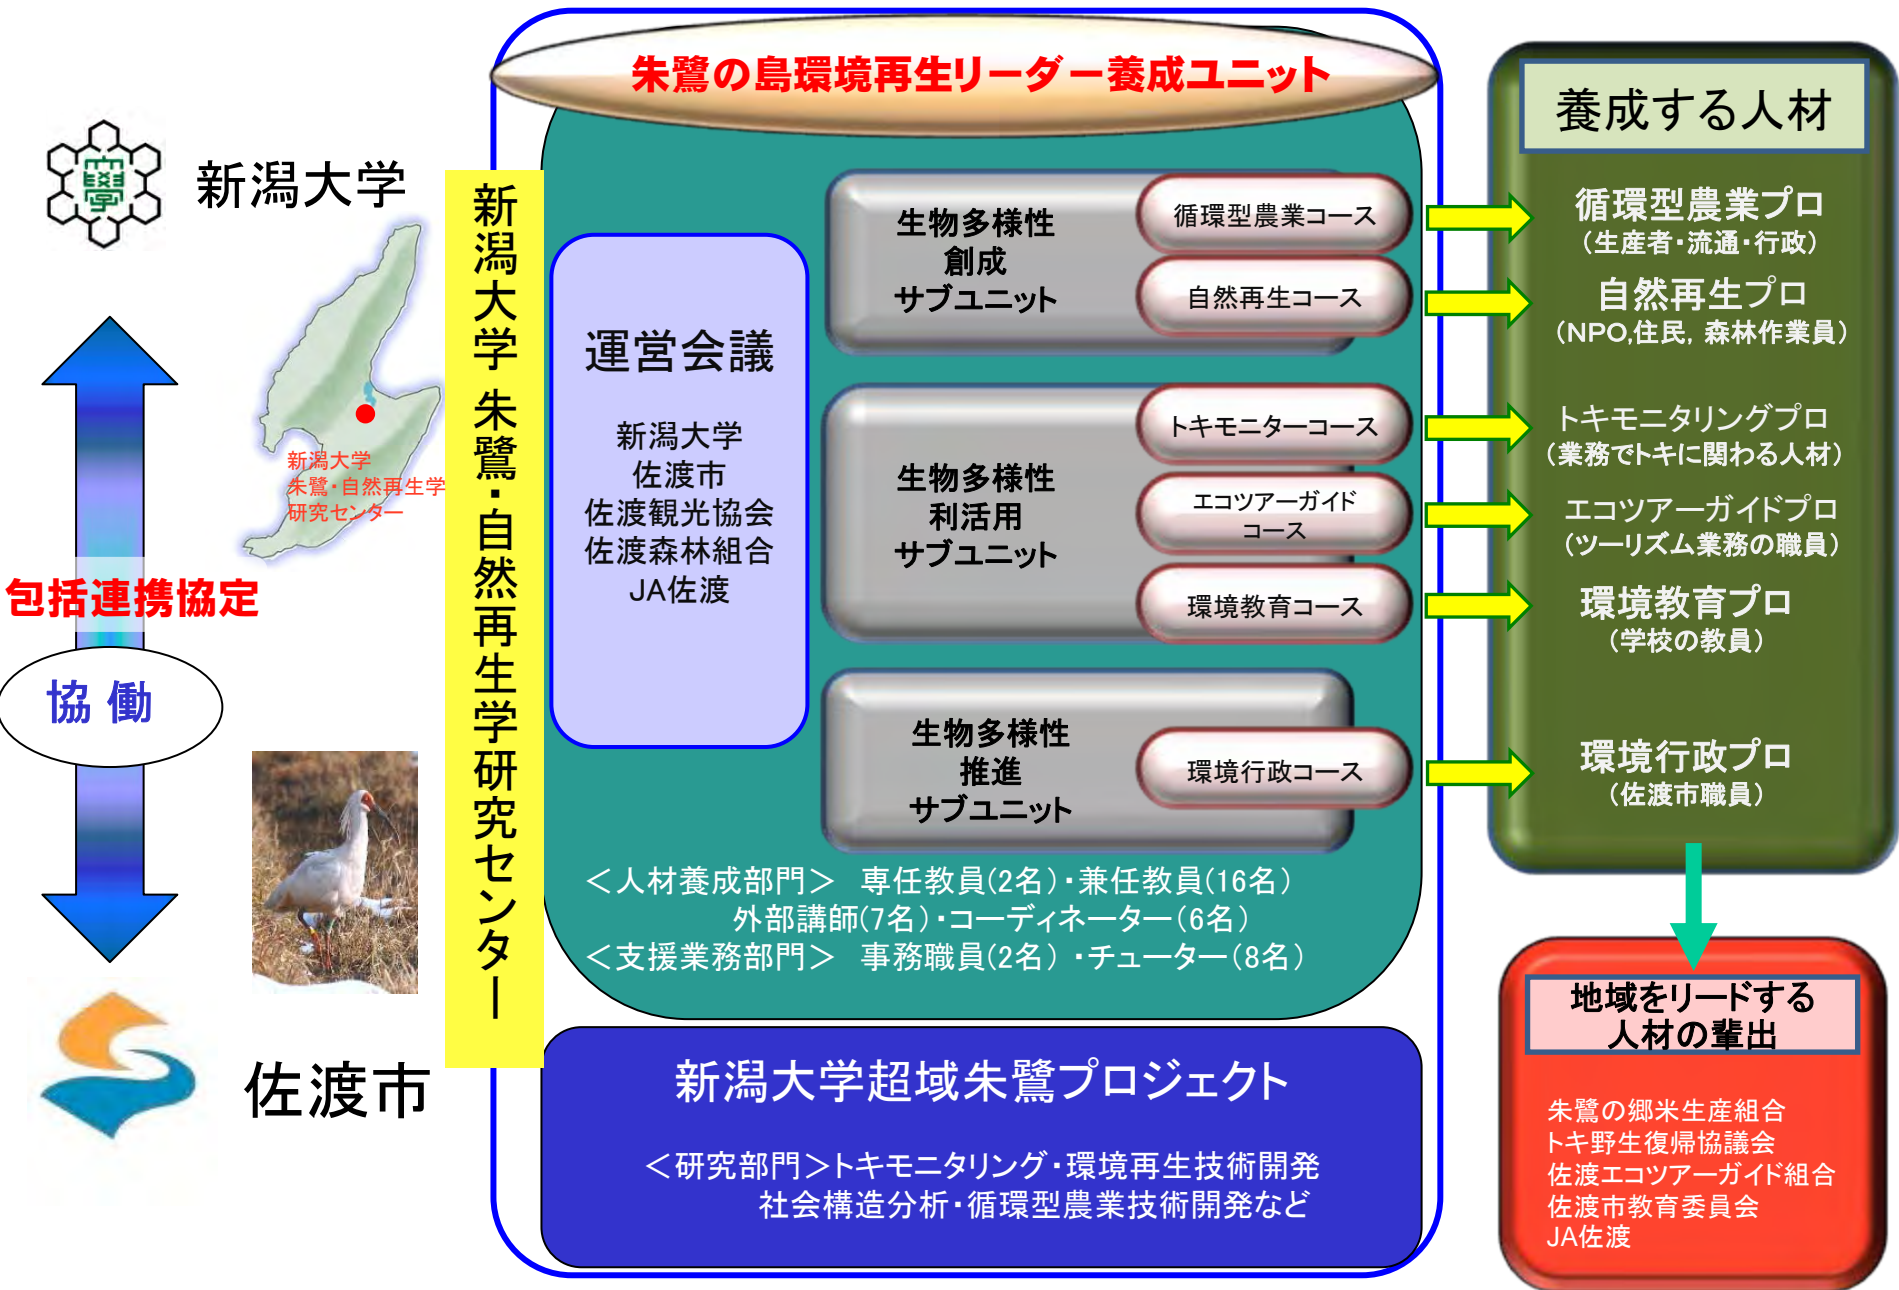 朱鷺の島環境再生リーダー養成ユニット
新潟大学
新潟大学
朱鷺・自然再生学
研究センター
包括連携協定
協働
佐渡市
新潟大学 朱鷺・自然再生学研究センター
運営会議
新潟大学
佐渡市
佐渡観光協会
佐渡森林組合
JA佐渡
生物多様性
創成
サブユニット
循環型農業コース
自然再生コース
生物多様性
利活用
サブユニット
トキモニターコース
エコツアーガイド
コース
環境教育コース
生物多様性
推進
サブユニット
環境行政コース
＜人材養成部門＞ 専任教員(2名)・兼任教員(16名)
外部講師(7名)・コーディネーター(6名)
＜支援業務部門＞ 事務職員(2名)・チューター(8名)
新潟大学超域朱鷺プロジェクト
＜研究部門＞トキモニタリング・環境再生技術開発
社会構造分析・循環型農業技術開発など
養成する人材
循環型農業プロ
（生産者・流通・行政）
自然再生プロ
（NPO,住民, 森林作業員）
トキモニタリングプロ
（業務でトキに関わる人材）
エコツアーガイドプロ
（ツーリズム業務の職員）
環境教育プロ
（学校の教員）
環境行政プロ
（佐渡市職員）
地域をリードする
人材の輩出
朱鷺の郷米生産組合
トキ野生復帰協議会
佐渡エコツアーガイド組合
佐渡市教育委員会
JA佐渡